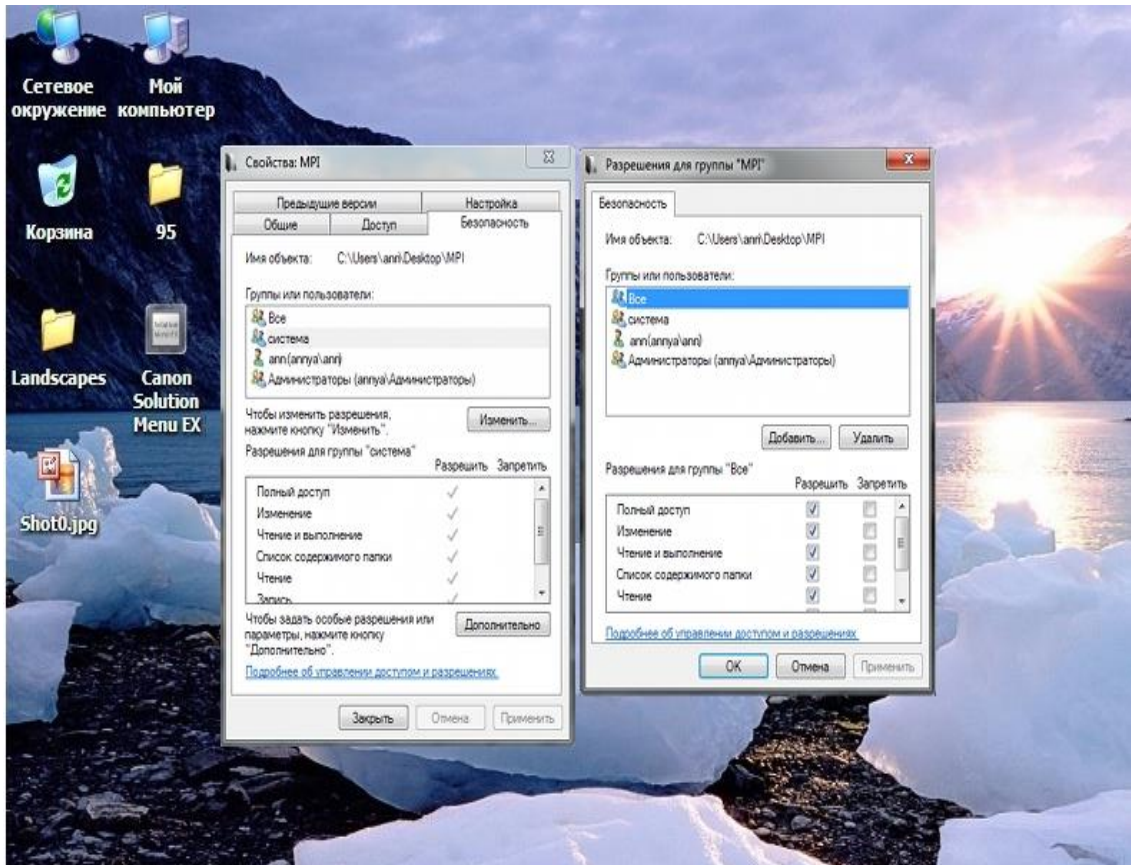 Сетевое
окружение
Мой
компьютер
Корзина
95
Landscapes
Canon
Solution
Menu EX
Shot0.jpg
Свойства: MPI
Предыдущие версии
Настройка
Общие
Доступ
Безопасность
Имя объекта: C:\Users\ann\Desktop\MPI
Группы или пользователи:
Все
система
ann(annya\ann)
Администраторы (annya\Администраторы)
Чтобы изменить разрешения,
нажмите кнопку "Изменить".
Изменить...
Разрешения для группы "система"
Разрешить Запретить
Полный доступ
Изменение
Чтение и выполнение
Список содержимого папки
Чтение
Запись
Чтобы задать особые разрешения или
параметры, нажмите кнопку
"Дополнительно".
Дополнительно
Подробнее об управлении доступом и разрешениях
Закрыть
Отмена
Применить
Разрешения для группы "MPI"
Безопасность
Имя объекта: C:\Users\ann\Desktop\MPI
Группы или пользователи:
Все
система
ann(annya\ann)
Администраторы (annya\Администраторы)
Добавить...
Удалить
Разрешения для группы "Все"
Разрешить Запретить
Полный доступ
Изменение
Чтение и выполнение
Список содержимого папки
Чтение
Подробнее об управлении доступом и разрешениях
OK
Отмена
Применить